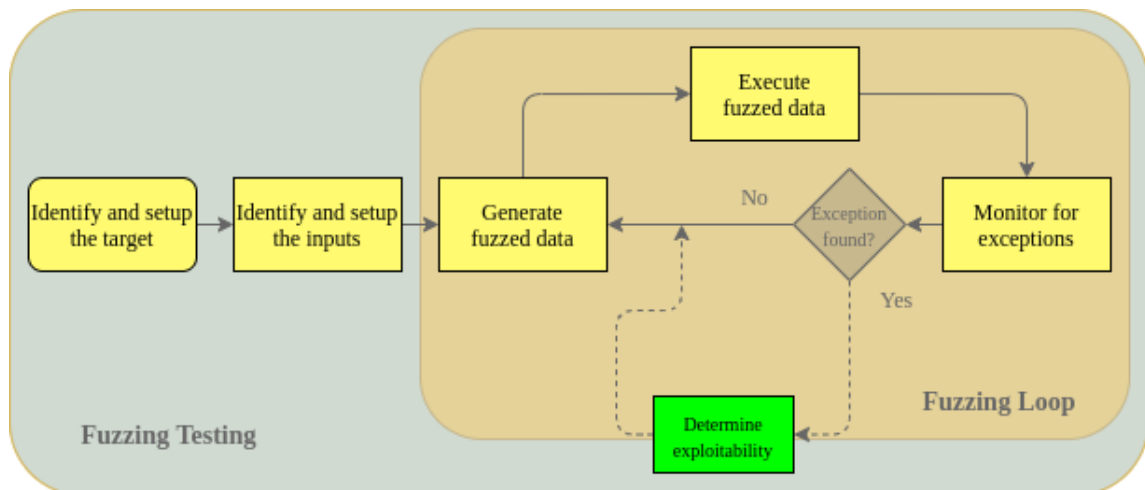 Execute
fuzzed data
Identify and setup
the target
Identify and setup
the inputs
Generate
fuzzed data
No
Exception
found?
Monitor for
exceptions
Yes
Determine
exploitability
Fuzzing Loop
Fuzzing Testing